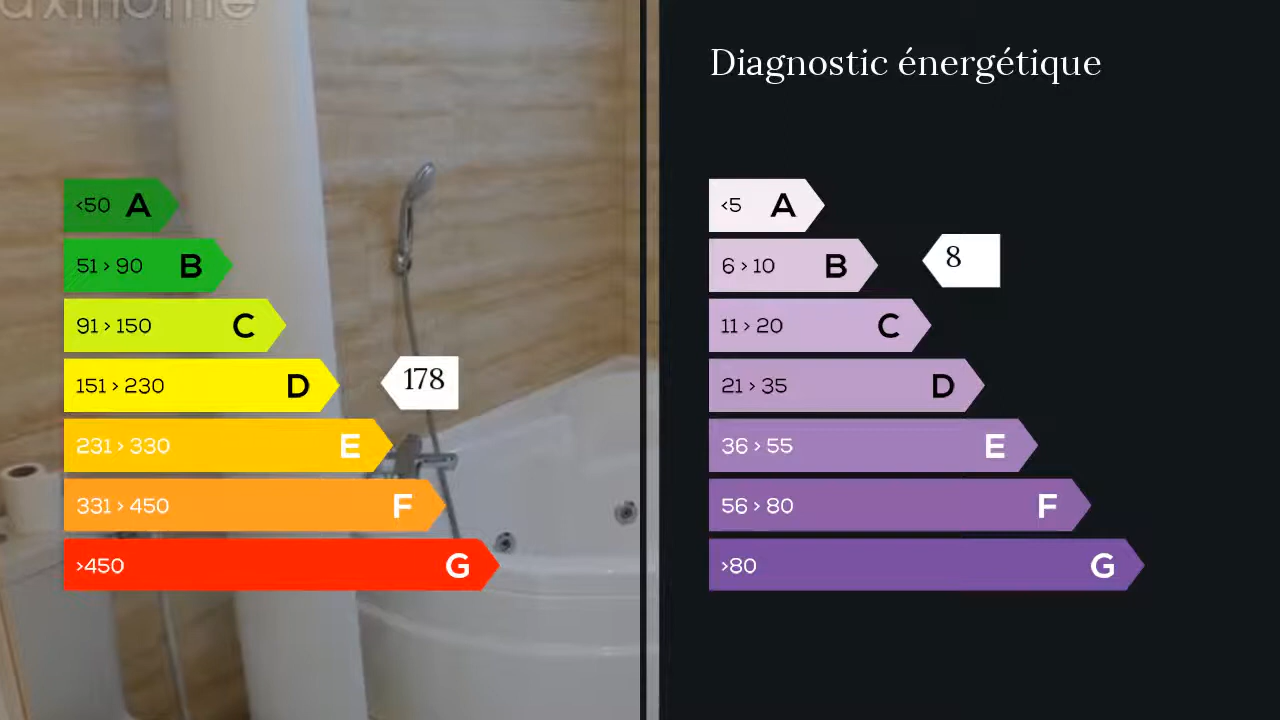 Diagnostic énergétique
<50 A
51 > 90 B
91 > 150 C
151 > 230 D
178
231 > 330 E
331 > 450 F
>450 G
<5 A
6 > 10 B
8
11 > 20 C
21 > 35 D
36 > 55 E
56 > 80 F
>80 G